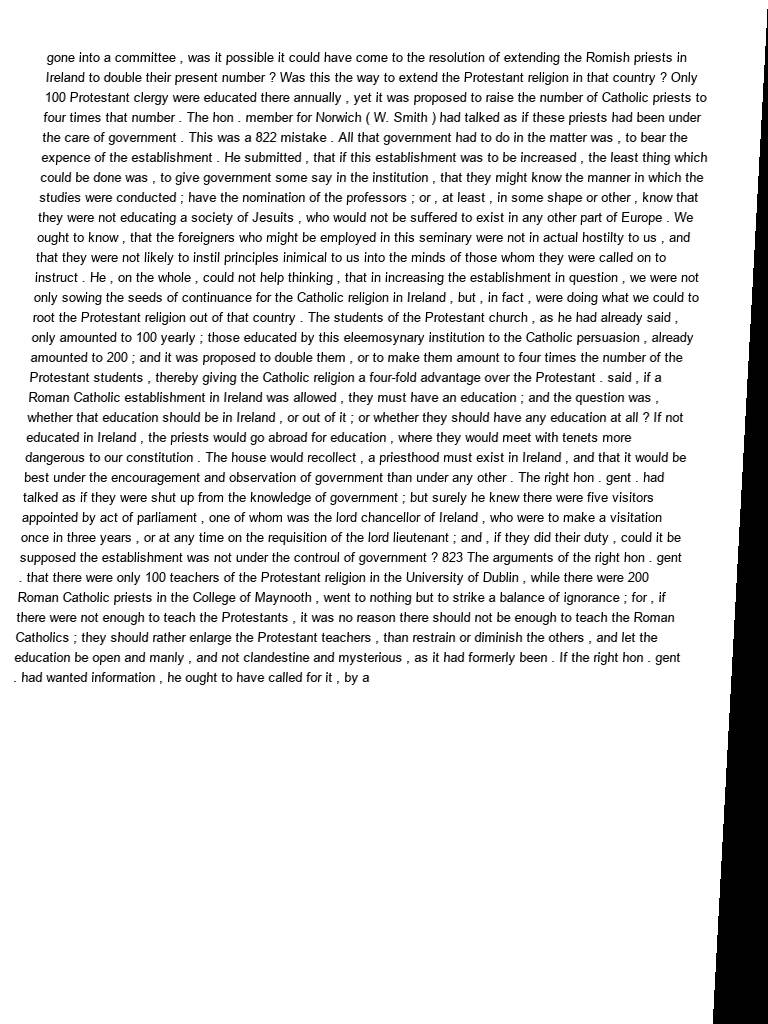 gone into a committee , was it possible it could have come to the resolution of extending the Romish priests in
Ireland to double their present number ? Was this the way to extend the Protestant religion in that country ? Only
100 Protestant clergy were educated there annually , yet it was proposed to raise the number of Catholic priests to
four times that number . The hon . member for Norwich ( W. Smith ) had talked as if these priests had been under
the care of government . This was a 822 mistake . All that government had to do in the matter was , to bear the
expence of the establishment . He submitted , that if this establishment was to be increased , the least thing which
could be done was , to give government some say in the institution , that they might know the manner in which the
studies were conducted ; have the nomination of the professors ; or , at least , in some shape or other , know that
they were not educating a society of Jesuits , who would not be suffered to exist in any other part of Europe . We
ought to know , that the foreigners who might be employed in this seminary were not in actual hostilty to us , and
that they were not likely to instil principles inimical to us into the minds of those whom they were called on to
instruct . He , on the whole , could not help thinking , that in increasing the establishment in question , we were not
only sowing the seeds of continuance for the Catholic religion in Ireland , but , in fact , were doing what we could to
root the Protestant religion out of that country . The students of the Protestant church , as he had already said ,
only amounted to 100 yearly ; those educated by this eleemosynary institution to the Catholic persuasion , already
amounted to 200 ; and it was proposed to double them , or to make them amount to four times the number of the
Protestant students , thereby giving the Catholic religion a four-fold advantage over the Protestant . said , if a
Roman Catholic establishment in Ireland was allowed , they must have an education ; and the question was ,
whether that education should be in Ireland , or out of it ; or whether they should have any education at all ? If not
educated in Ireland , the priests would go abroad for education , where they would meet with tenets more
dangerous to our constitution . The house would recollect , a priesthood must exist in Ireland , and that it would be
best under the encouragement and observation of government than under any other . The right hon . gent . had
talked as if they were shut up from the knowledge of government ; but surely he knew there were five visitors
appointed by act of parliament , one of whom was the lord chancellor of Ireland , who were to make a visitation
once in three years , or at any time on the requisition of the lord lieutenant ; and , if they did their duty , could it be
supposed the establishment was not under the controul of government ? 823 The arguments of the right hon . gent
. that there were only 100 teachers of the Protestant religion in the University of Dublin , while there were 200
Roman Catholic priests in the College of Maynooth , went to nothing but to strike a balance of ignorance ; for , if
there were not enough to teach the Protestants , it was no reason there should not be enough to teach the Roman
Catholics ; they should rather enlarge the Protestant teachers , than restrain or diminish the others , and let the
education be open and manly , and not clandestine and mysterious , as it had formerly been . If the right hon . gent
. had wanted information , he ought to have called for it , by a